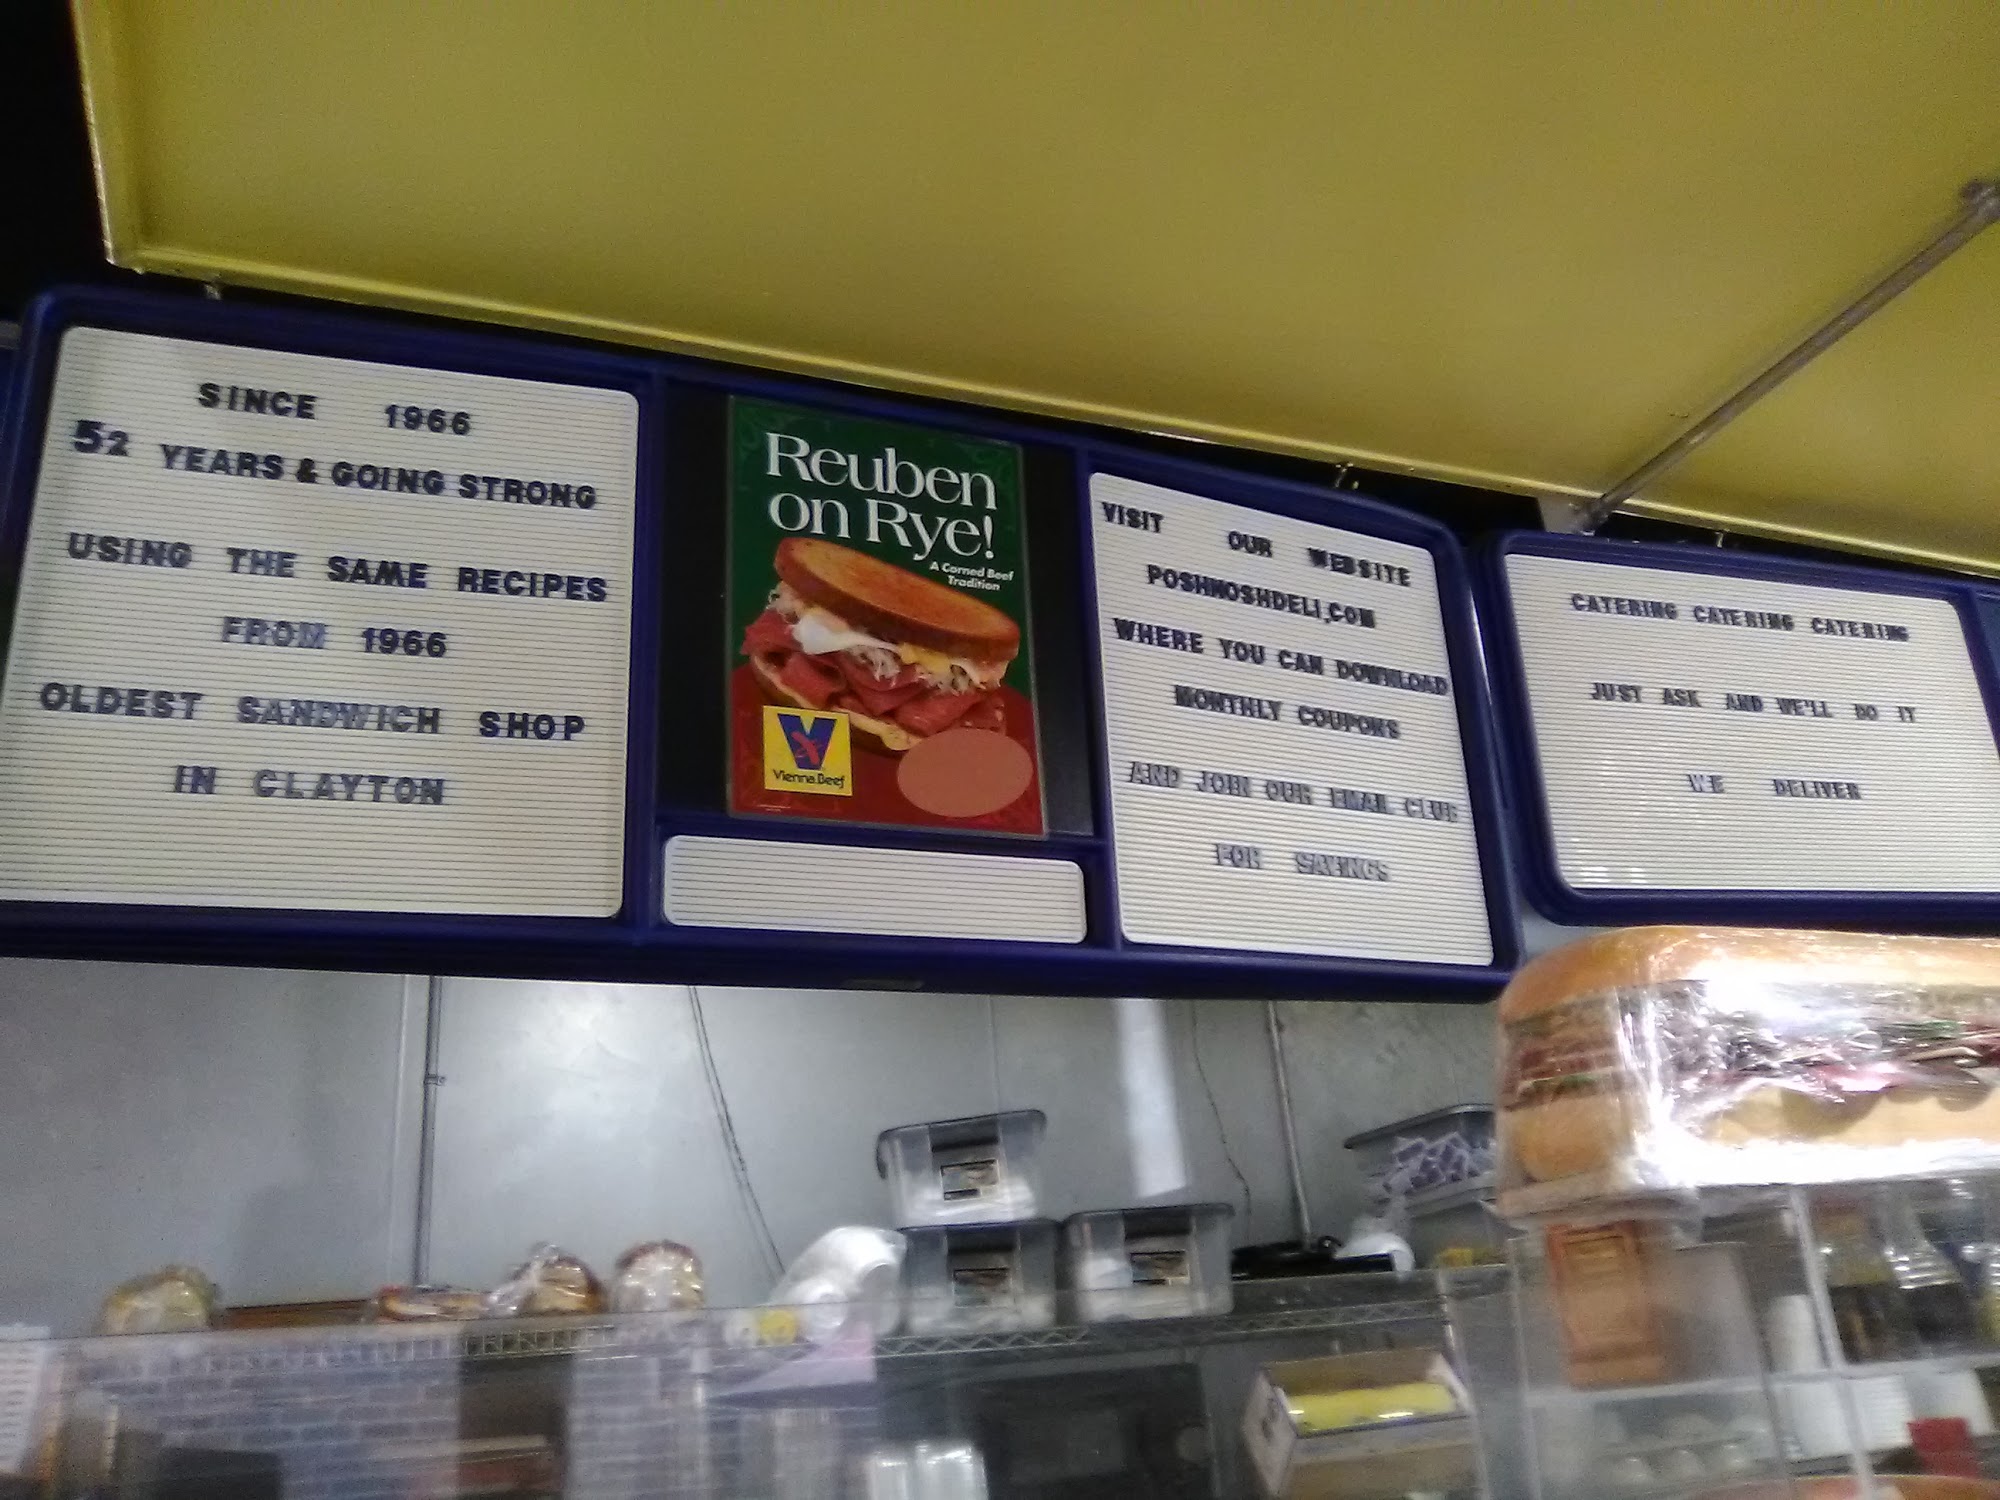 SINCE 1966
52 YEARS & GOING STRONG
USING THE SAME RECIPES
FROM 1966
OLDEST SANDWICH SHOP
IN CLAYTON
Reuben
on Rye!
A Corned Beef
Tradition
Vienna Beef
VISIT OUR WEBSITE
POSHNOSHDELI.COM
WHERE YOU CAN DOWNLOAD
MONTHLY COUPONS
AND JOIN OUR EMAIL CLUB
FOR SAVINGS
CATERING CATERING CATERING
JUST ASK AND WE'LL DO IT
WE DELIVER